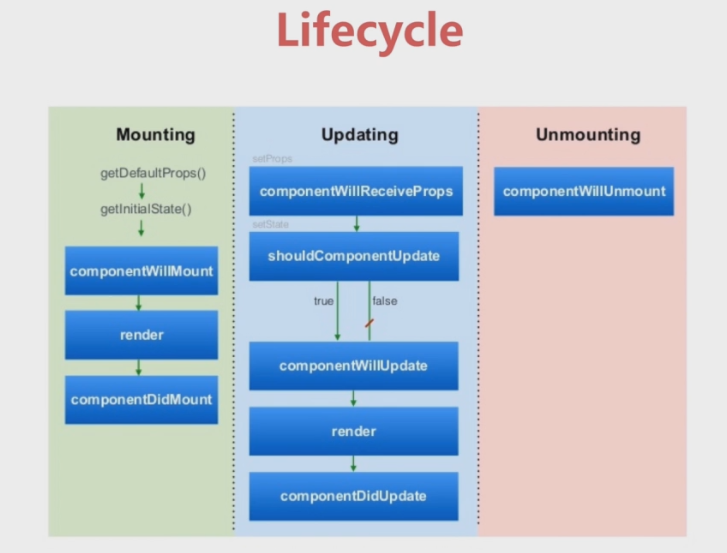 Lifecycle
Mounting
getDefaultProps()
getInitialState()
componentWillMount
render
componentDidMount
Updating
setProps
componentWillReceiveProps
setState
shouldComponentUpdate
true
false
componentWillUpdate
render
componentDidUpdate
Unmounting
componentWillUnmount